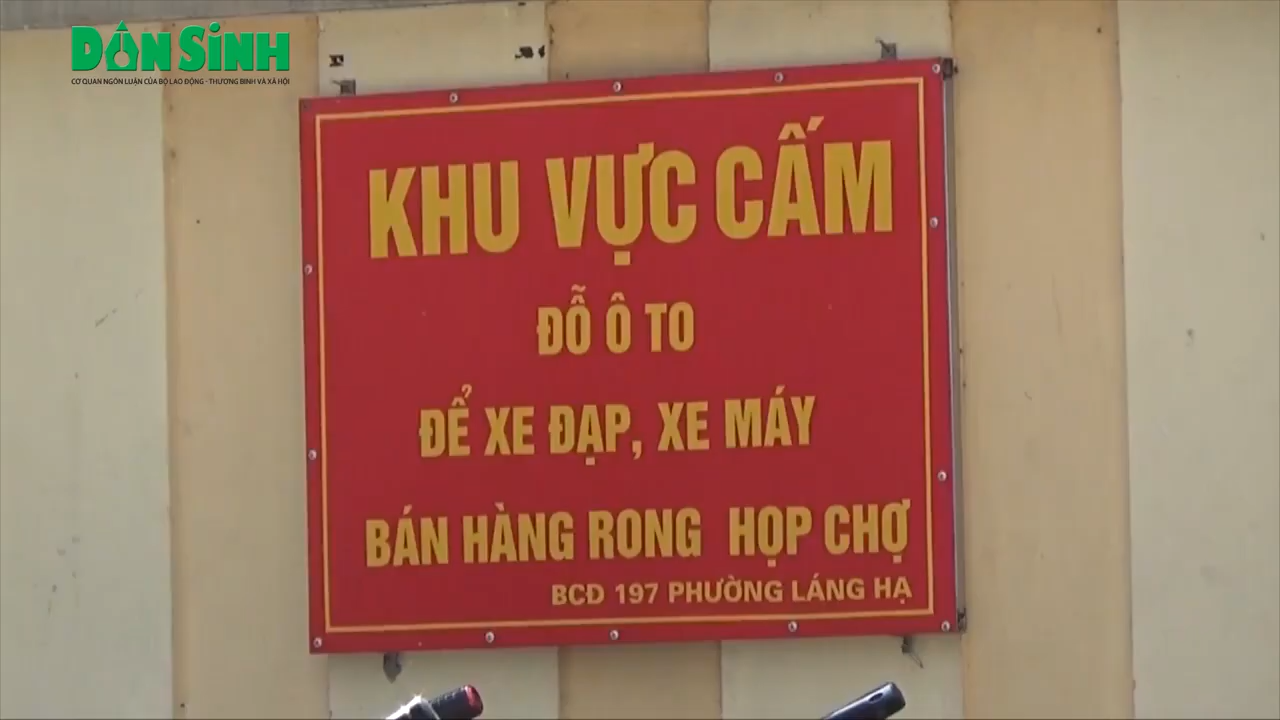 DÂN SINH
CƠ QUAN NGÔN LUẬN CỦA BỘ LAO ĐỘNG - THƯƠNG BINH VÀ XÃ HỘI
KHU VỰC CẤM
ĐỖ Ô TO
ĐỂ XE ĐẠP, XE MÁY
BÁN HÀNG RONG HỌP CHỢ
BCĐ 197 PHƯỜNG LÁNG HẠ